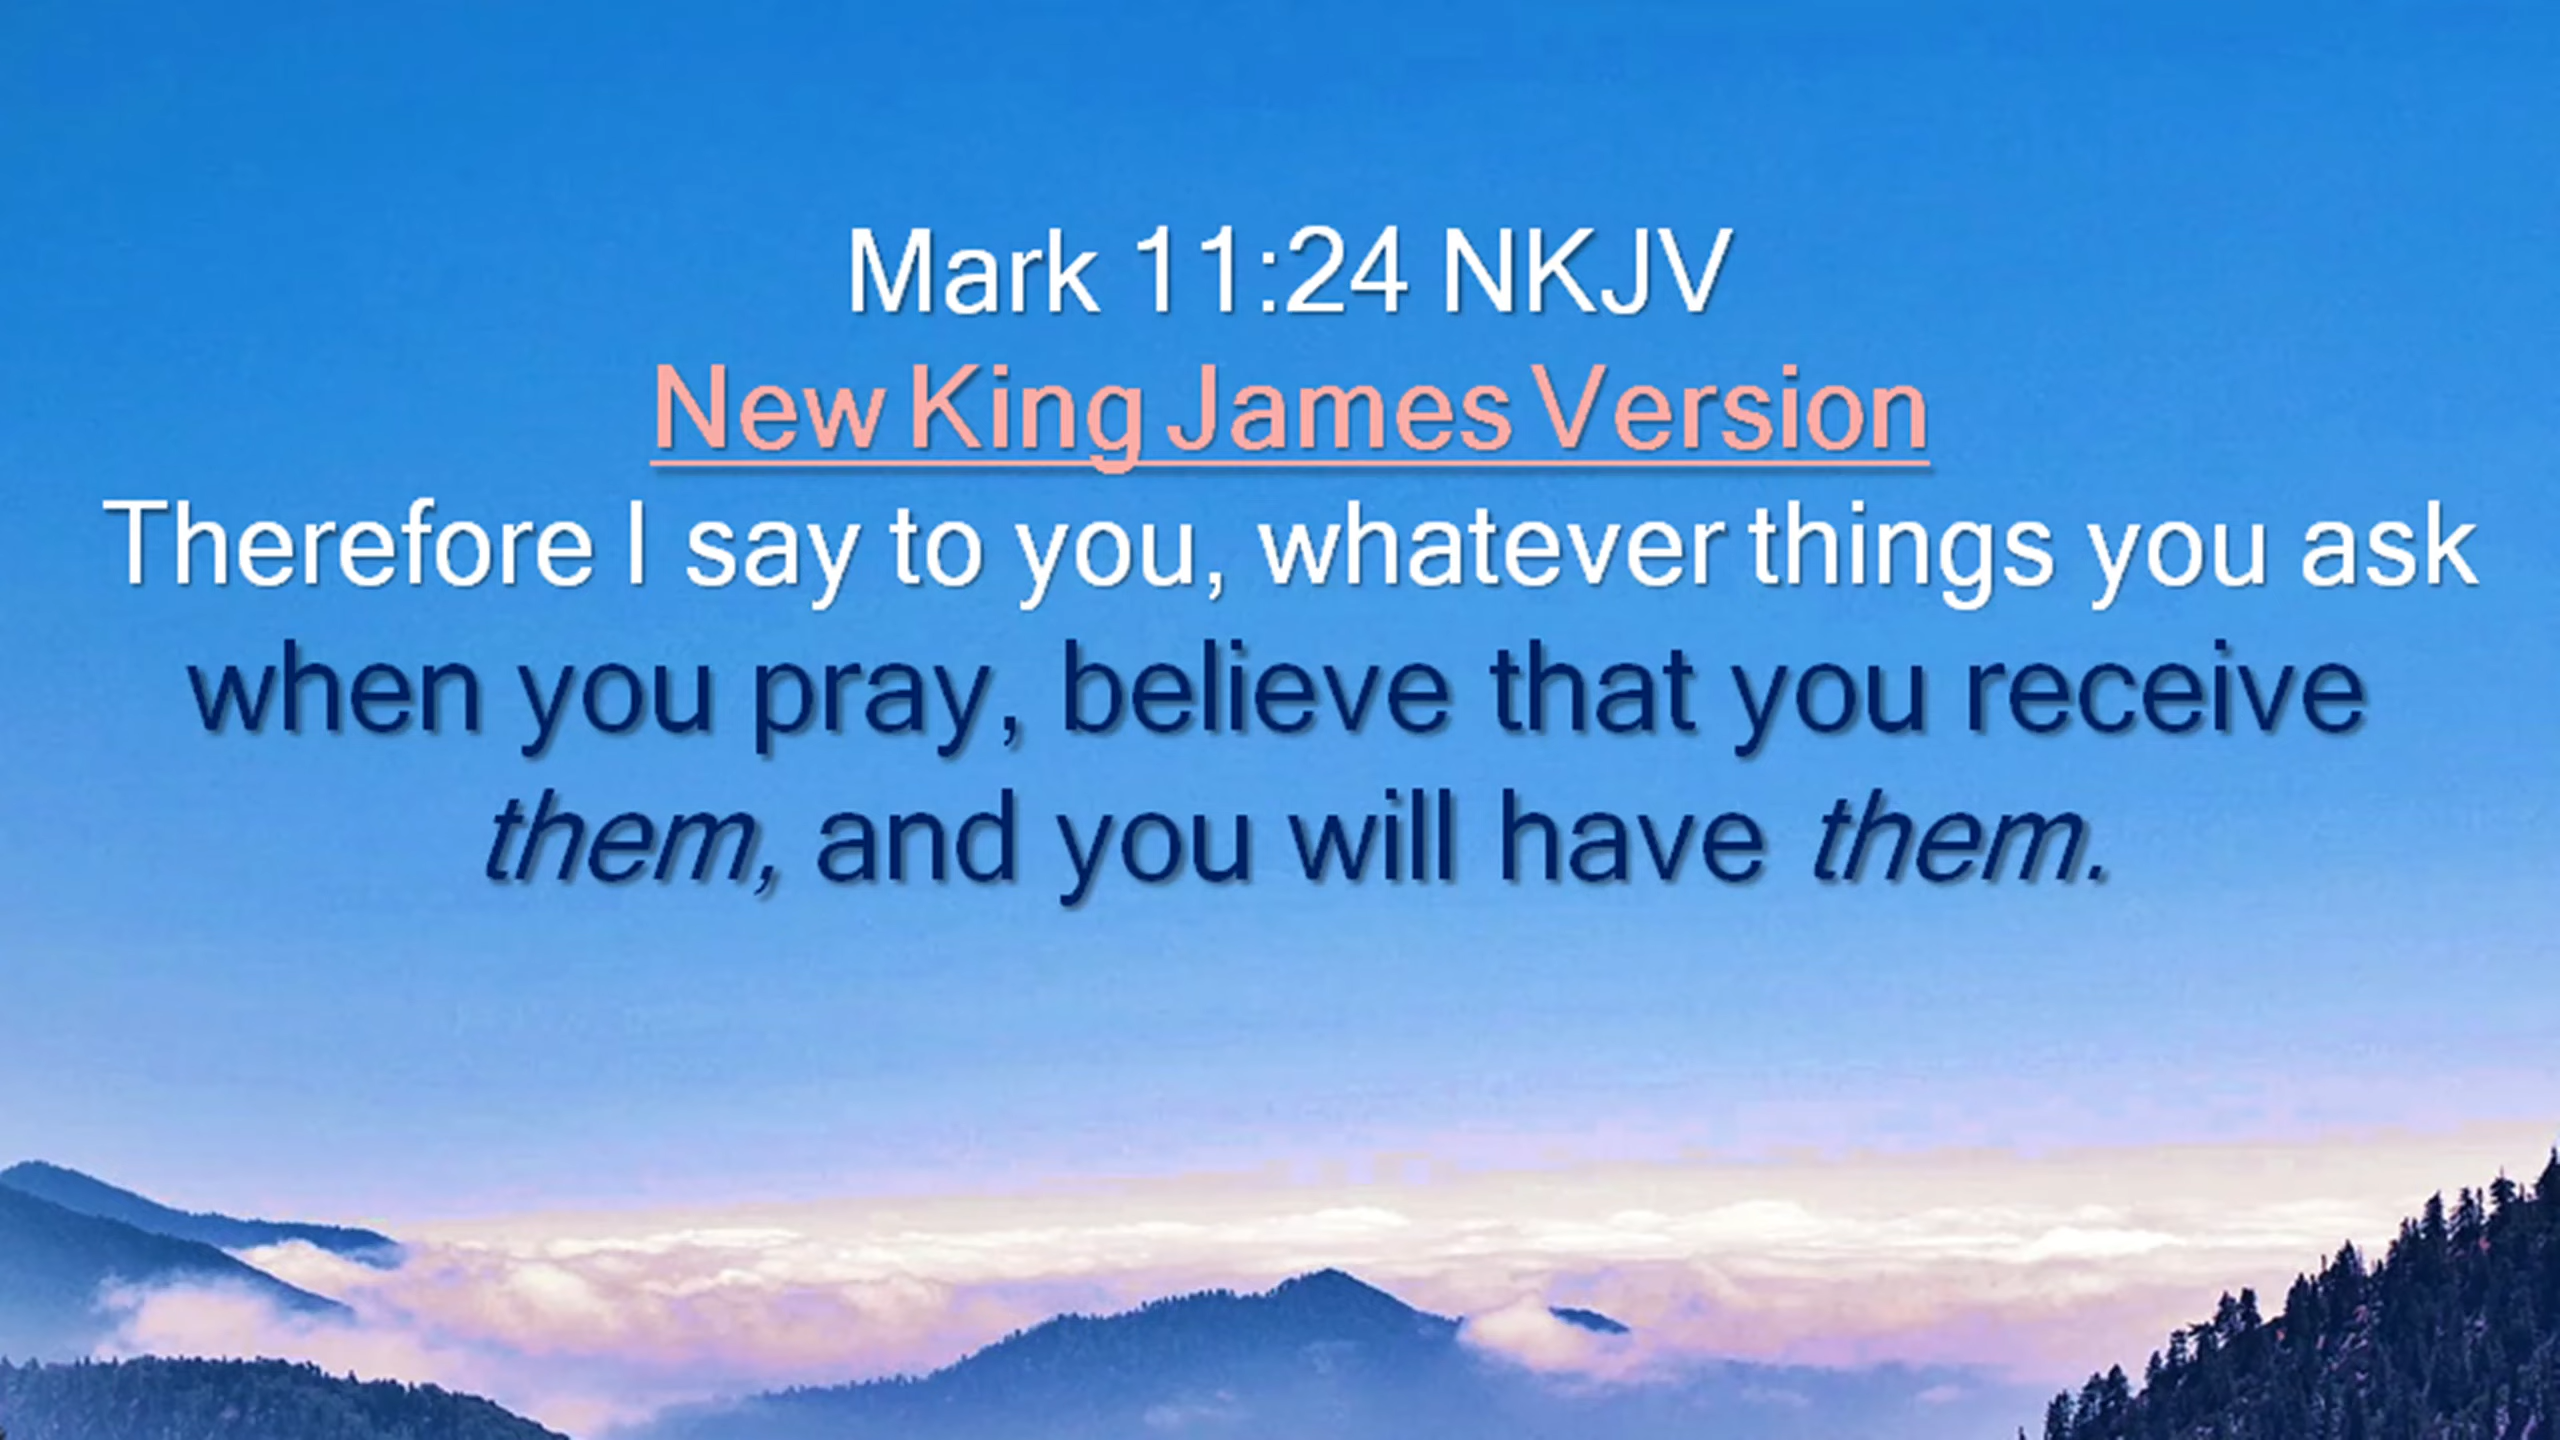 Mark 11:24 NKJV
New King James Version
Therefore I say to you, whatever things you ask
when you pray, believe that you receive
them, and you will have them.